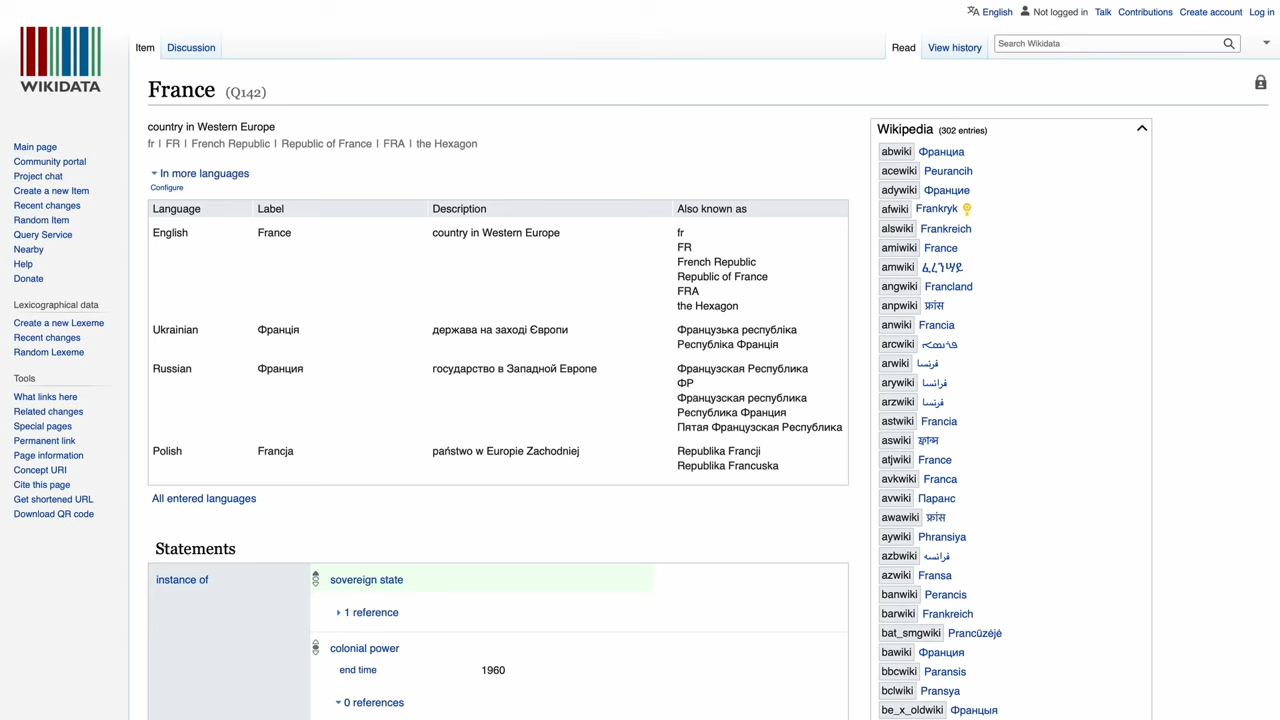 English Not logged in Talk Contributions Create account Log in
WIKIDATA
Item Discussion
Read View history Search Wikidata
France (Q142)
country in Western Europe
fr | FR | French Republic | Republic of France | FRA | the Hexagon
In more languages
Configure
Language Label Description Also known as
English France country in Western Europe fr
FR
French Republic
Republic of France
FRA
the Hexagon
Ukrainian Франція держава на заході Європи Французька республіка
Республіка Франція
Russian Франция государство в Западной Европе Французская Республика
ФР
Французская республика
Республика Франция
Пятая Французская Республика
Polish Francja państwo w Europie Zachodniej Republika Francji
Republika Francuska
All entered languages
Statements
instance of sovereign state
1 reference
colonial power
end time 1960
0 references
Main page
Community portal
Project chat
Create a new Item
Recent changes
Random Item
Query Service
Nearby
Help
Donate
Lexicographical data
Create a new Lexeme
Recent changes
Random Lexeme
Tools
What links here
Related changes
Special pages
Permanent link
Page information
Concept URI
Cite this page
Get shortened URL
Download QR code
Wikipedia (302 entries)
abwiki Франциа
acewiki Peurancih
adywiki Францие
afwiki Frankryk
alswiki Frankreich
amiwiki France
amwiki ፈረንሣይ
angwiki Francland
anpwiki फ्रांस
anwiki Francia
arcwiki ܦܪܢܣܐ
arwiki فرنسا
arywiki فرانسا
arzwiki فرنسا
astwiki Francia
aswiki ফ্ৰান্স
atjwiki France
avkwiki Franca
avwiki Паранс
awawiki फ्रांस
aywiki Phransiya
azbwiki فرانسه
azwiki Fransa
banwiki Perancis
barwiki Frankreich
bat_smgwiki Prancūzėjė
bawiki Франция
bbcwiki Paransis
bclwiki Pransya
be_x_oldwiki Францыя